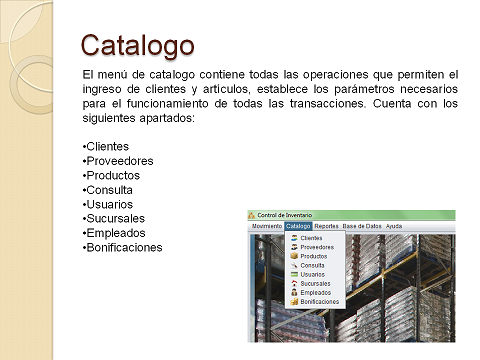 Catalogo
El menú de catalogo contiene todas las operaciones que permiten el
ingreso de clientes y artículos, establece los parámetros necesarios
para el funcionamiento de todas las transacciones. Cuenta con los
siguientes apartados:
•Clientes
•Proveedores
•Productos
•Consulta
•Usuarios
•Sucursales
•Empleados
•Bonificaciones
Control de Inventario
Movimiento Catalogo Reportes Base de Datos Ayuda
Clientes
Proveedores
Productos
Consulta
Usuarios
Sucursales
Empleados
Bonificaciones